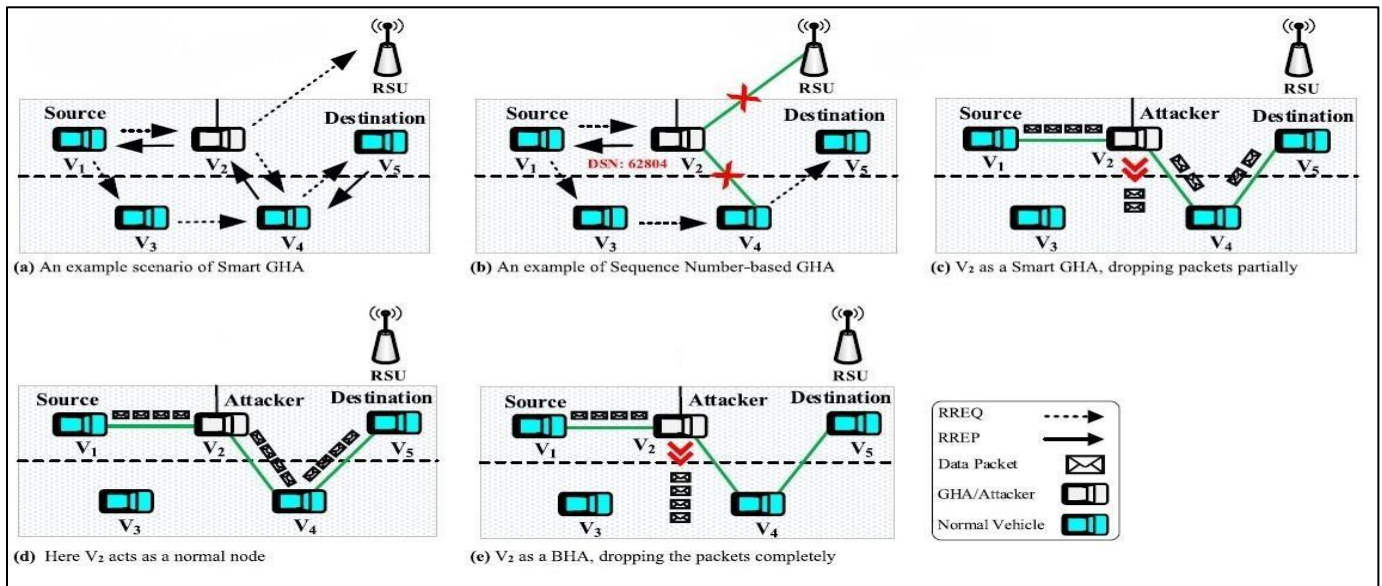 RSU
Source
Destination
V1
V2
V5
V3
V4
(a) An example scenario of Smart GHA
RSU
Source
Destination
V1
V2
DSN: 62804
V5
V3
V4
(b) An example of Sequence Number-based GHA
RSU
Source
Attacker
Destination
V1
V2
V5
V3
V4
(c) V2 as a Smart GHA, dropping packets partially
RSU
Source
Attacker
Destination
V1
V2
V5
V3
V4
(d) Here V2 acts as a normal node
RSU
Source
Attacker
Destination
V1
V2
V5
V3
V4
(e) V2 as a BHA, dropping the packets completely
RREQ
RREP
Data Packet
GHA/Attacker
Normal Vehicle